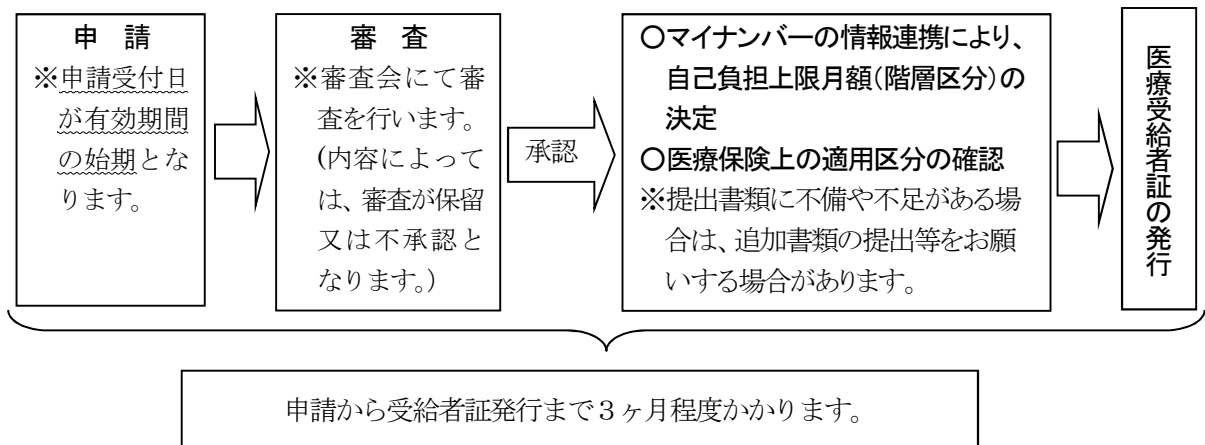 申 請
※申請受付日
が有効期間
の始期とな
ります。
審 査
※審査会にて審
査を行います。
(内容によって
は、審査が保留
又は不承認と
なります。)
承認
○マイナンバーの情報連携により、
自己負担上限月額(階層区分)の
決定
○医療保険上の適用区分の確認
※提出書類に不備や不足がある場
合は、追加書類の提出等をお願
いする場合があります。
医療受給者証の発行
申請から受給者証発行まで3ヶ月程度かかります。